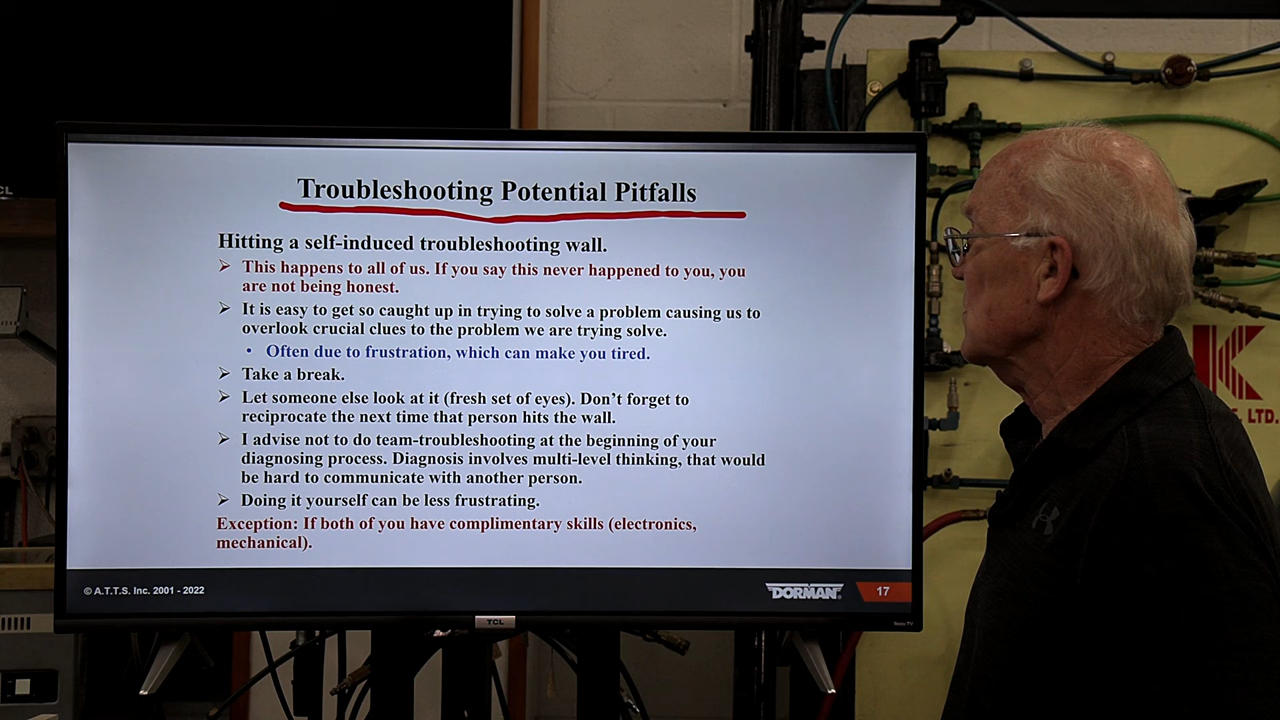 Troubleshooting Potential Pitfalls
Hitting a self-induced troubleshooting wall.
➢ This happens to all of us. If you say this never happened to you, you
are not being honest.
➢ It is easy to get so caught up in trying to solve a problem causing us to
overlook crucial clues to the problem we are trying solve.
• Often due to frustration, which can make you tired.
➢ Take a break.
➢ Let someone else look at it (fresh set of eyes). Don't forget to
reciprocate the next time that person hits the wall.
➢ I advise not to do team-troubleshooting at the beginning of your
diagnosing process. Diagnosis involves multi-level thinking, that would
be hard to communicate with another person.
➢ Doing it yourself can be less frustrating.
Exception: If both of you have complimentary skills (electronics,
mechanical).
© A.T.T.S. Inc. 2001 - 2022
DORMAN
17
TCL
K
LTD.